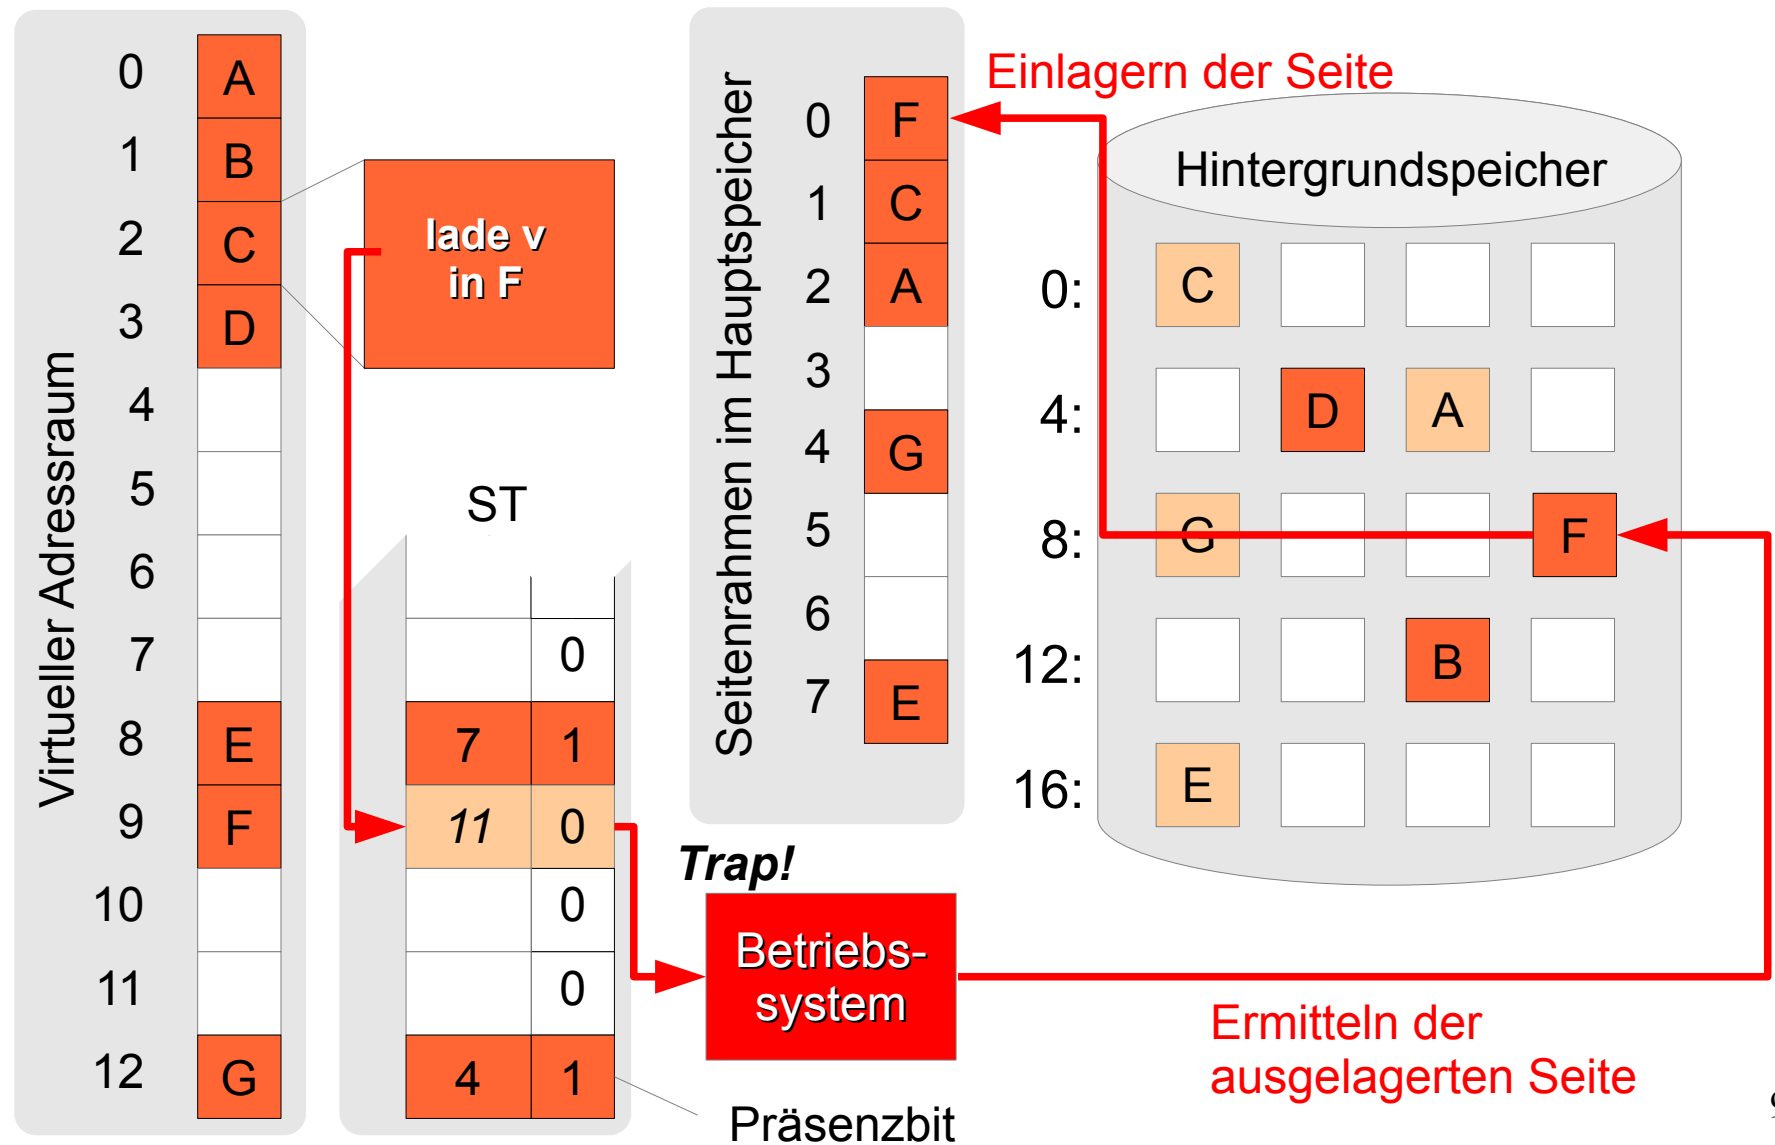 Virtueller Adressraum
0 A
1 B
2 C
3 D
4
5
6
7
8 E
9 F
10
11
12 G
lade v
in F
ST
0
7 1
11 0
0
0
4 1
Präsenzbit
Seitenrahmen im Hauptspeicher
0 F
1 C
2 A
3
4 G
5
6
7 E
Trap!
Betriebs-
system
Einlagern der Seite
Hintergrundspeicher
0: C
4: D A
8: G F
12: B
16: E
Ermitteln der
ausgelagerten Seite